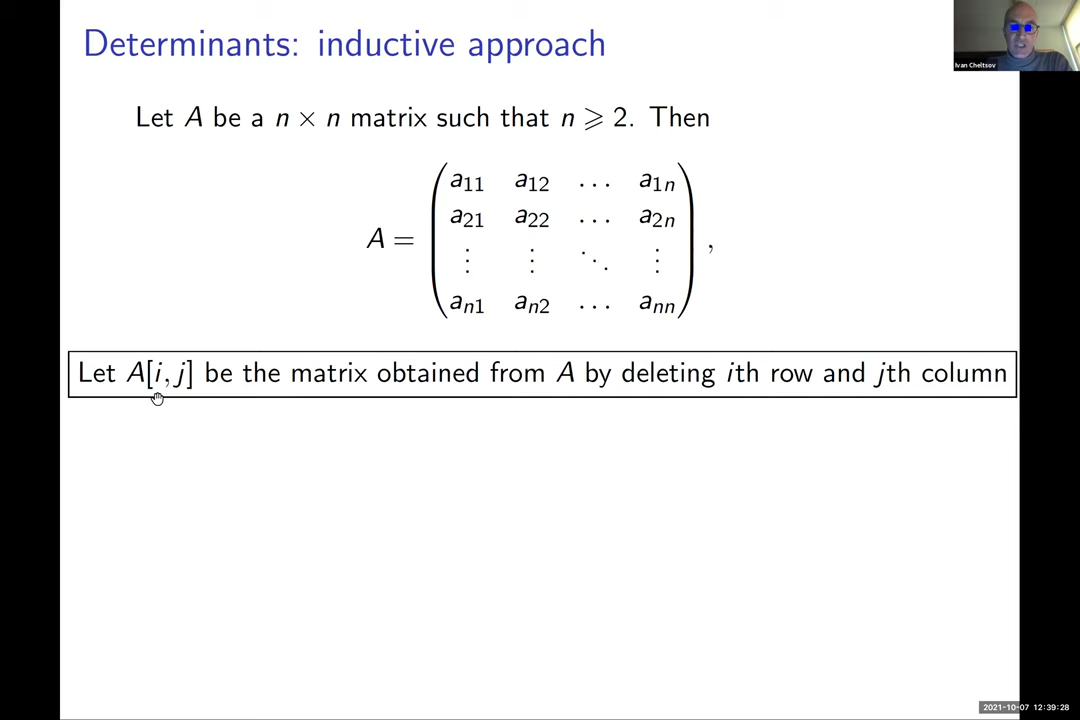 Determinants: inductive approach
Ivan Cheltsov
Let A be a n × n matrix such that n ⩾ 2. Then
A = ( a11 a12 … a1n
a21 a22 … a2n
⋮ ⋮ ⋱ ⋮
an1 an2 … ann ) ,
Let A[i, j] be the matrix obtained from A by deleting ith row and jth column
2021-10-07 12:39:28